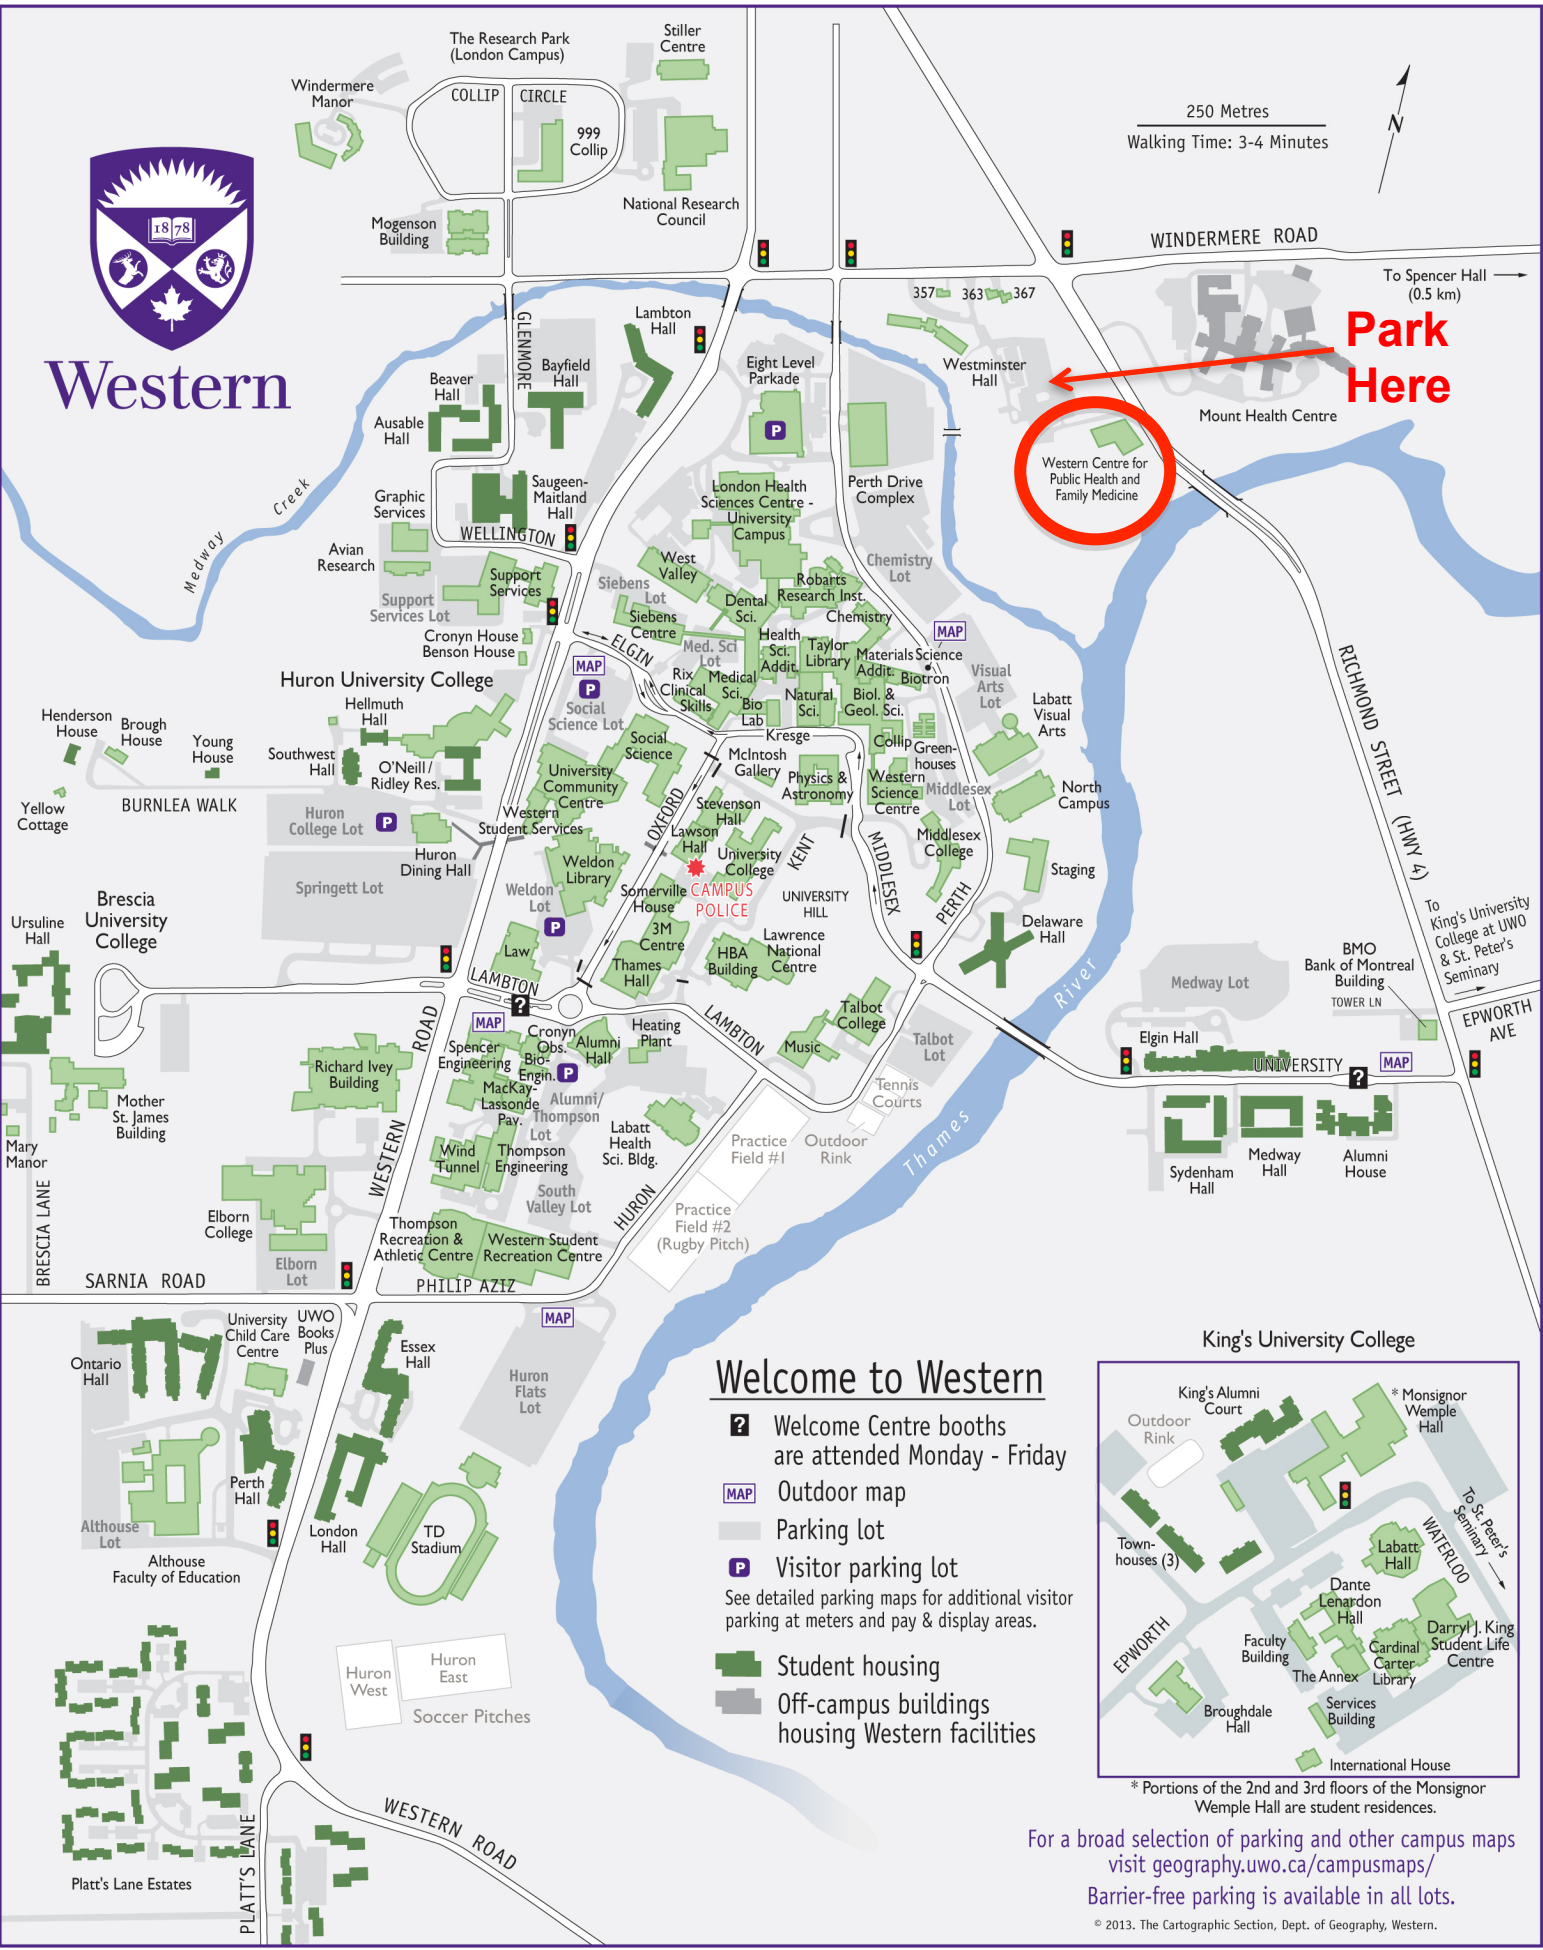 The Research Park
(London Campus)
Stiller
Centre
Windermere
Manor
COLLIP
CIRCLE
999
Collip
250 Metres
Walking Time: 3-4 Minutes
N
1878
Western
National Research
Council
Mogenson
Building
WINDERMERE ROAD
To Spencer Hall
(0.5 km)
357
363
367
Park
Here
GLENMORE
Lambton
Hall
Bayfield
Hall
Beaver
Hall
Ausable
Hall
Eight Level
Parkade
P
Westminster
Hall
Mount Health Centre
Western Centre for
Public Health and
Family Medicine
Medway
Creek
Graphic
Services
Saugeen-
Maitland
Hall
WELLINGTON
London Health
Sciences Centre -
University
Campus
Perth Drive
Complex
Avian
Research
Support
Services
Support
Services Lot
Siebens
Lot
West
Valley
Robarts
Research Inst.
Chemistry
Lot
Dental
Sci.
Siebens
Centre
Chemistry
Cronyn House
Benson House
ELGIN
Med. Sci
Lot
Health
Sci.
Addit.
Taylor
Library
Materials Science
Addit.
Biotron
MAP
MAP
P
Social
Science Lot
Rix
Clinical
Skills
Medical
Sci.
Bio
Lab
Natural
Sci.
Biol. &
Geol. Sci.
Visual
Arts
Lot
Labatt
Visual
Arts
Huron University College
Hellmuth
Hall
Henderson
House
Brough
House
Young
House
Southwest
Hall
O'Neill/
Ridley Res.
Yellow
Cottage
BURNLEA WALK
Huron
College Lot
P
Huron
Dining Hall
Springett Lot
Social
Science
University
Community
Centre
Western
Student Services
Kresge
McIntosh
Gallery
Physics &
Astronomy
Collip
Green-
houses
Western
Science
Centre
Middlesex
Lot
North
Campus
OXFORD
Stevenson
Hall
Lawson
Hall
University
College
KENT
MIDDLESEX
Middlesex
College
PERTH
Staging
Weldon
Library
Weldon
Lot
P
Somerville
House
CAMPUS
POLICE
UNIVERSITY
HILL
3M
Centre
HBA
Building
Lawrence
National
Centre
Delaware
Hall
RICHMOND STREET (HWY 4)
Brescia
University
College
Ursuline
Hall
Law
Thames
Hall
LAMBTON
?
LAMBTON
Talbot
College
Music
Talbot
Lot
River
Thames
Medway Lot
BMO
Bank of Montreal
Building
TOWER LN
To
King's University
College at UWO
& St. Peter's
Seminary
EPWORTH
AVE
Elgin Hall
UNIVERSITY
?
MAP
Sydenham
Hall
Medway
Hall
Alumni
House
WESTERN ROAD
Richard Ivey
Building
Mother
St. James
Building
Mary
Manor
BRESCIA LANE
MAP
Spencer
Engineering
Cronyn
Obs.
Bio-
Engin.
P
Alumni
Hall
Heating
Plant
MacKay-
Lassonde
Pav.
Alumni/
Thompson
Lot
Wind
Tunnel
Thompson
Engineering
Labatt
Health
Sci. Bldg.
South
Valley Lot
HURON
Tennis
Courts
Outdoor
Rink
Practice
Field #1
Practice
Field #2
(Rugby Pitch)
Elborn
College
Elborn
Lot
Thompson
Recreation &
Athletic Centre
Western Student
Recreation Centre
SARNIA ROAD
PHILIP AZIZ
MAP
University
Child Care
Centre
UWO
Books
Plus
Ontario
Hall
Essex
Hall
Huron
Flats
Lot
Perth
Hall
London
Hall
Althouse
Lot
Althouse
Faculty of Education
TD
Stadium
Huron
West
Huron
East
Soccer Pitches
Platt's Lane Estates
PLATT'S LANE
WESTERN ROAD
Welcome to Western
? Welcome Centre booths
are attended Monday - Friday
MAP Outdoor map
Parking lot
P Visitor parking lot
See detailed parking maps for additional visitor
parking at meters and pay & display areas.
Student housing
Off-campus buildings
housing Western facilities
King's University College
King's Alumni
Court
Outdoor
Rink
* Monsignor
Wemple
Hall
To St. Peter's
Seminary
WATERLOO
Town-
houses (3)
Labatt
Hall
Dante
Lenardon
Hall
Darryl J. King
Student Life
Centre
EPWORTH
Faculty
Building
The Annex
Cardinal
Carter
Library
Broughdale
Hall
Services
Building
International House
* Portions of the 2nd and 3rd floors of the Monsignor
Wemple Hall are student residences.
For a broad selection of parking and other campus maps
visit geography.uwo.ca/campusmaps/
Barrier-free parking is available in all lots.
© 2013. The Cartographic Section, Dept. of Geography, Western.